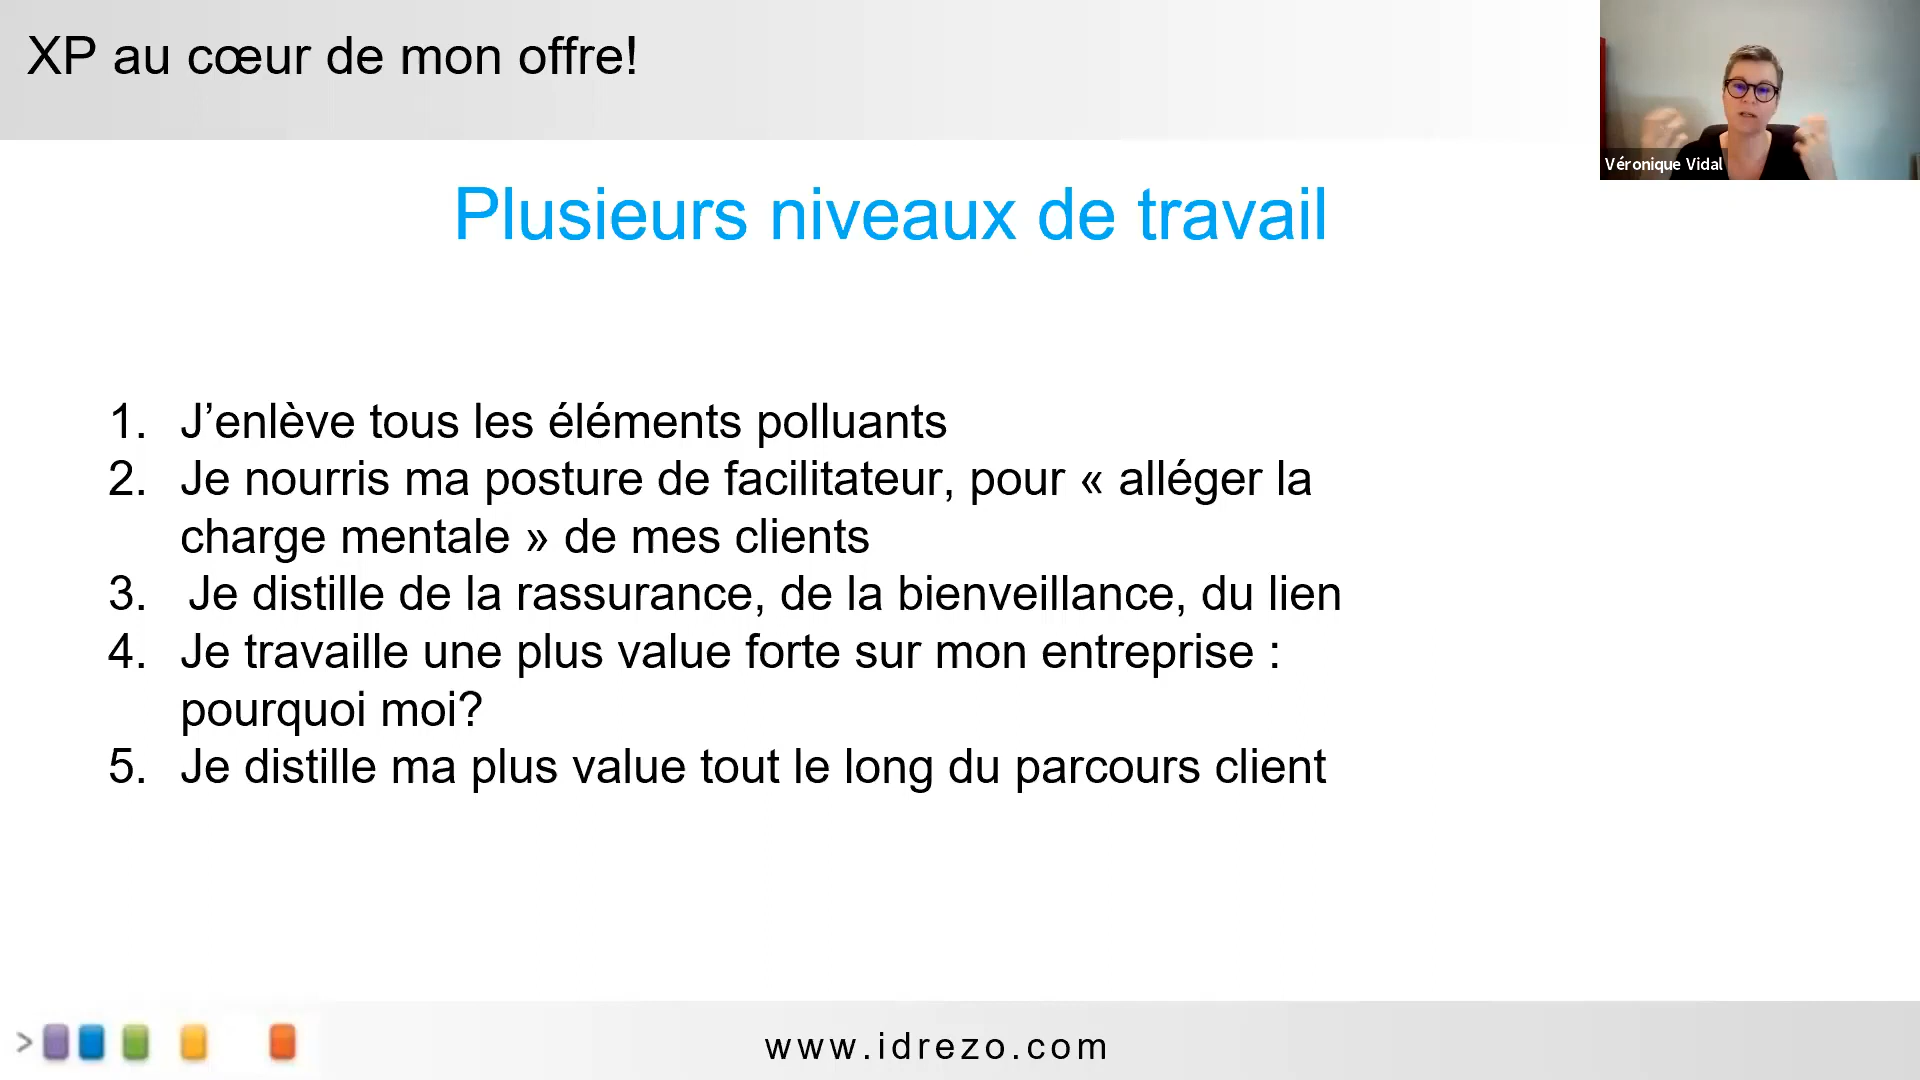 XP au cœur de mon offre!
Véronique Vidal
Plusieurs niveaux de travail
1. J’enlève tous les éléments polluants
2. Je nourris ma posture de facilitateur, pour « alléger la
charge mentale » de mes clients
3. Je distille de la rassurance, de la bienveillance, du lien
4. Je travaille une plus value forte sur mon entreprise :
pourquoi moi?
5. Je distille ma plus value tout le long du parcours client
>
www.idrezo.com